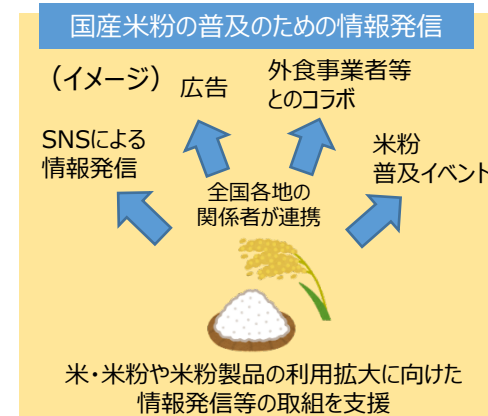 国産米粉の普及のための情報発信
（イメージ）
広告
外食事業者等
とのコラボ
SNSによる
情報発信
米粉
普及イベント
全国各地の
関係者が連携
米・米粉や米粉製品の利用拡大に向けた
情報発信等の取組を支援